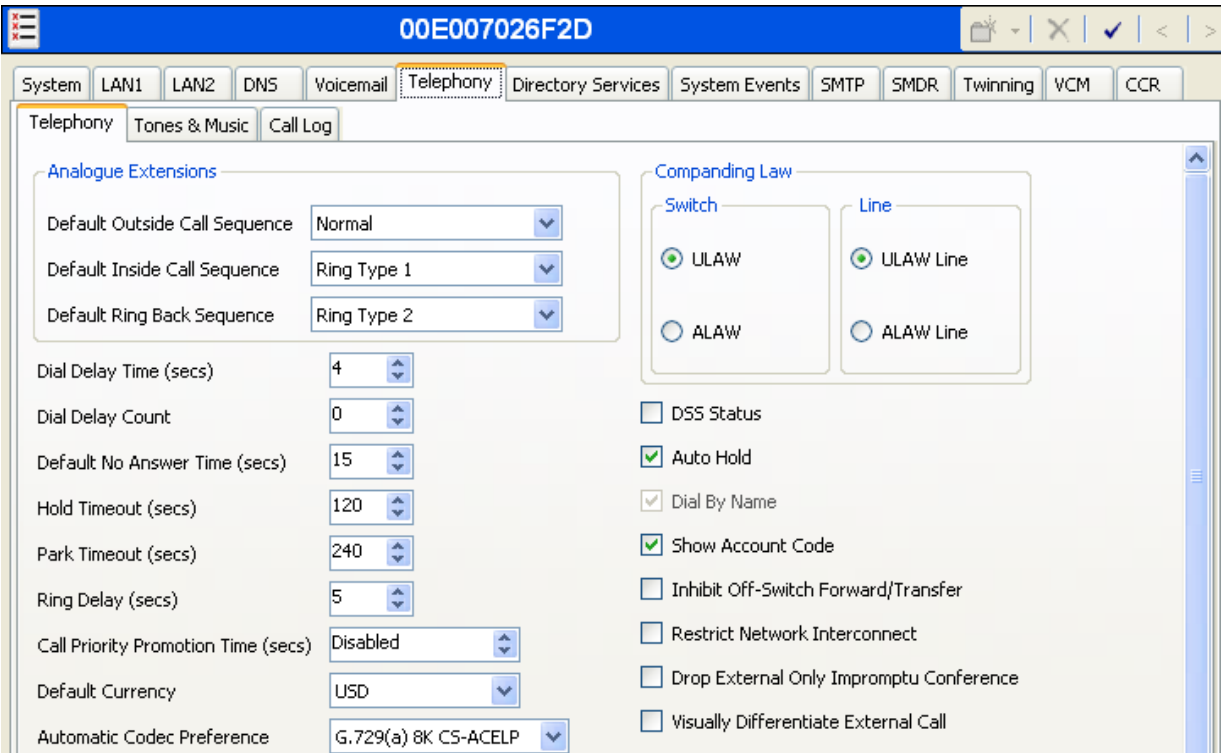 00E007026F2D
System LAN1 LAN2 DNS Voicemail Telephony Directory Services System Events SMTP SMDR Twinning VCM CCR
Telephony Tones & Music Call Log
Analogue Extensions
Default Outside Call Sequence Normal
Default Inside Call Sequence Ring Type 1
Default Ring Back Sequence Ring Type 2
Dial Delay Time (secs) 4
Dial Delay Count 0
Default No Answer Time (secs) 15
Hold Timeout (secs) 120
Park Timeout (secs) 240
Ring Delay (secs) 5
Call Priority Promotion Time (secs) Disabled
Default Currency USD
Automatic Codec Preference G.729(a) 8K CS-ACELP
Companding Law
Switch Line
ULAW ULAW Line
ALAW ALAW Line
DSS Status
Auto Hold
Dial By Name
Show Account Code
Inhibit Off-Switch Forward/Transfer
Restrict Network Interconnect
Drop External Only Impromptu Conference
Visually Differentiate External Call